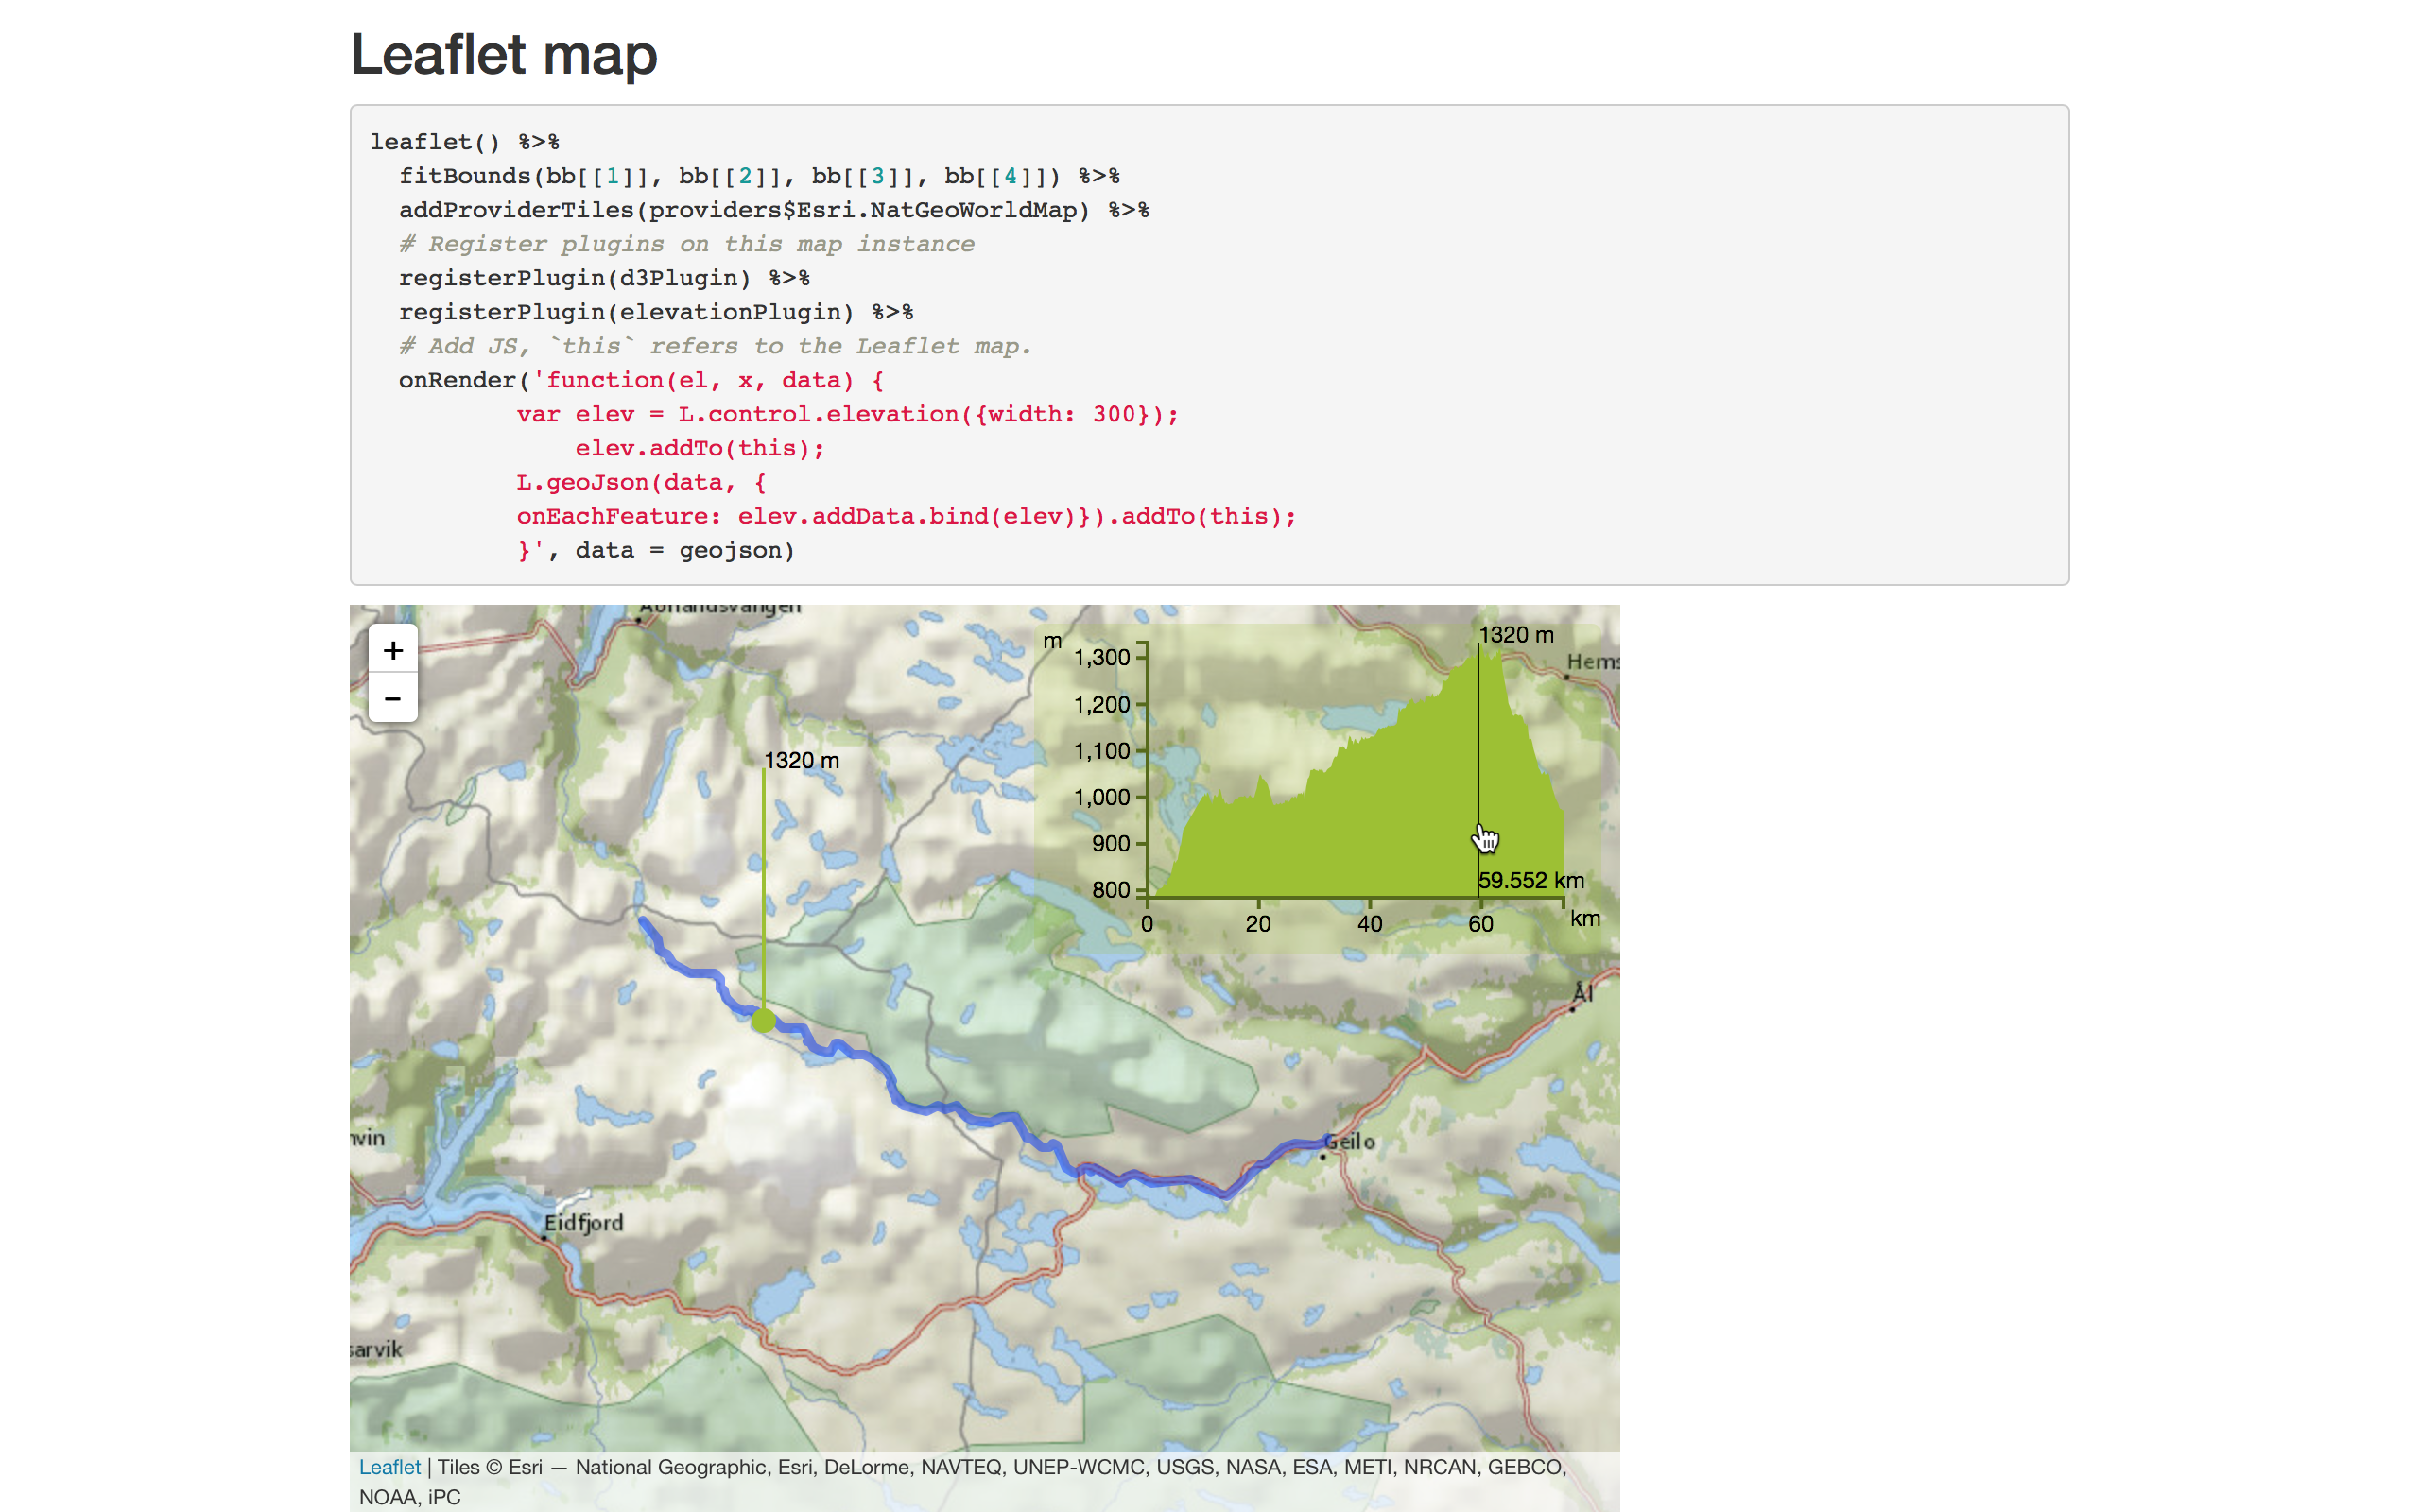 Leaflet map
leaflet() %>%
  fitBounds(bb[[1]], bb[[2]], bb[[3]], bb[[4]]) %>%
  addProviderTiles(providers$Esri.NatGeoWorldMap) %>%
  # Register plugins on this map instance
  registerPlugin(d3Plugin) %>%
  registerPlugin(elevationPlugin) %>%
  # Add JS, `this` refers to the Leaflet map.
  onRender('function(el, x, data) {
          var elev = L.control.elevation({width: 300});
              elev.addTo(this);
          L.geoJson(data, {
          onEachFeature: elev.addData.bind(elev)}).addTo(this);
          }', data = geojson)
+
−
m
1320 m
1,300
Hems
1,200
1,100
1320 m
1,000
900
800
59.552 km
0 20 40 60 km
Ål
nvin
Geilo
Eidfjord
sarvik
Leaflet | Tiles © Esri — National Geographic, Esri, DeLorme, NAVTEQ, UNEP-WCMC, USGS, NASA, ESA, METI, NRCAN, GEBCO,
NOAA, iPC